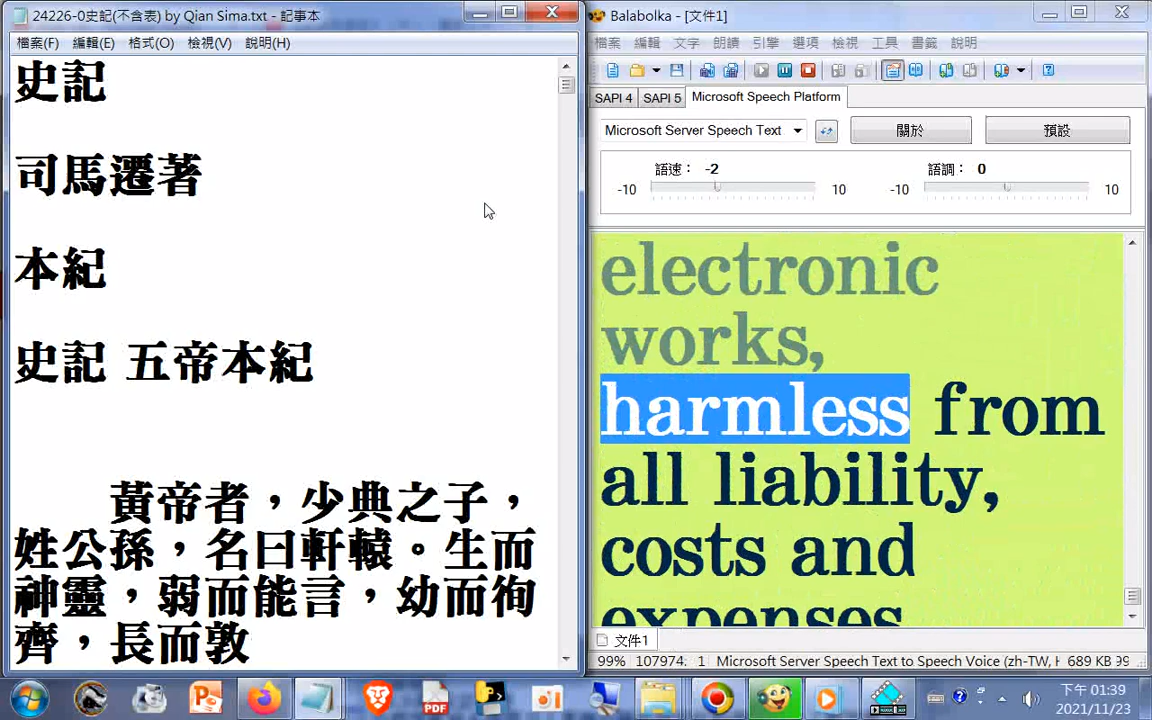 24226-0史記(不含表) by Qian Sima.txt - 記事本
檔案(F) 編輯(E) 格式(O) 檢視(V) 說明(H)
史記
司馬遷著
本紀
史記 五帝本紀
黃帝者，少典之子，
姓公孫，名曰軒轅。生而
神靈，弱而能言，幼而徇
齊，長而敦
Balabolka - [文件1]
檔案 編輯 文字 朗讀 引擎 選項 檢視 工具 書籤 說明
SAPI 4 SAPI 5 Microsoft Speech Platform
Microsoft Server Speech Text 關於 預設
語速： -2 語調： 0
-10 10 -10 10
electronic
works,
harmless from
all liability,
costs and
expenses
文件1
99% 107974: 1 Microsoft Server Speech Text to Speech Voice (zh-TW, H 689 KB 99
PDF
下午 01:39
2021/11/23